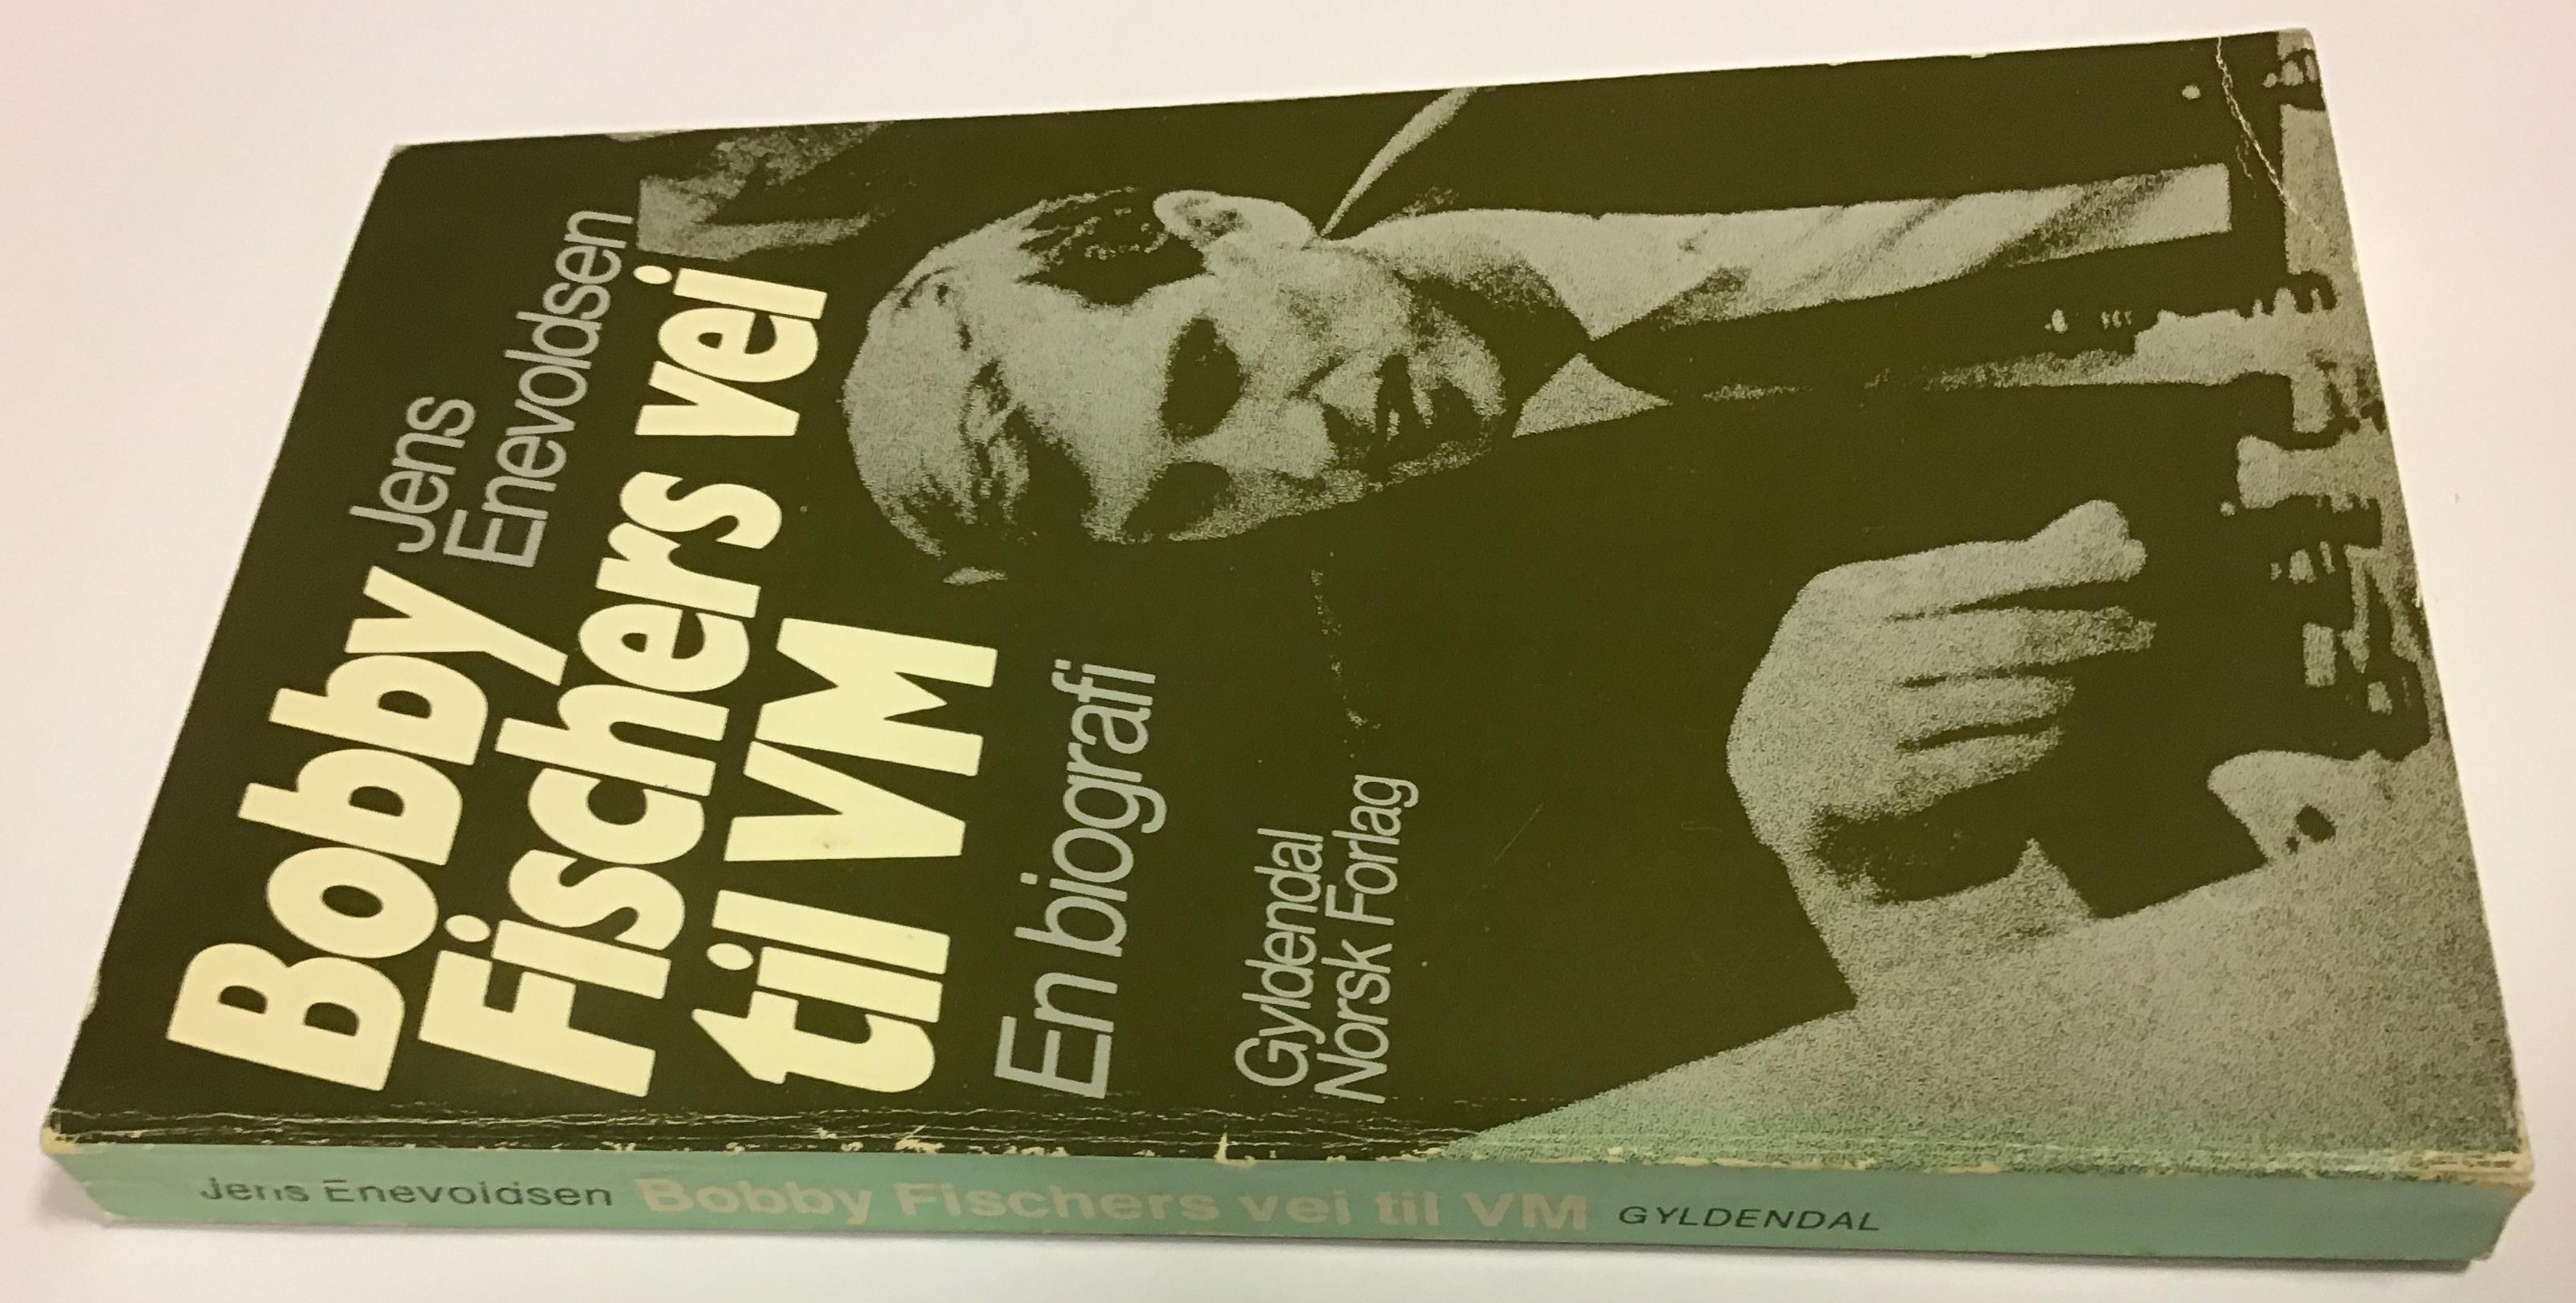 Jens
Enevoldsen
Bobby
Fischers vei
til VM
En biografi
Gyldendal
Norsk Forlag
Jens Enevoldsen Bobby Fischers vei til VM GYLDENDAL